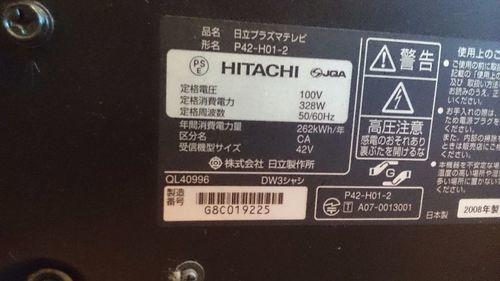 品名 日立プラズマテレビ
形名 P42-H01-2
PS
E
HITACHI
JQA
定格電圧 100V
定格消費電力 328W
定格周波数 50/60Hz
年間消費電力量 262kWh/年
区分名 CA
受信機型サイズ 42V
株式会社 日立製作所
QL40996 DW3シャシ
製造
番号
G8C019225
警告
高圧注意
感電のおそれあり
裏ぶたを開けるな
G
P42-H01-2
T A07-0013001
使用上の
日本製
2008年製